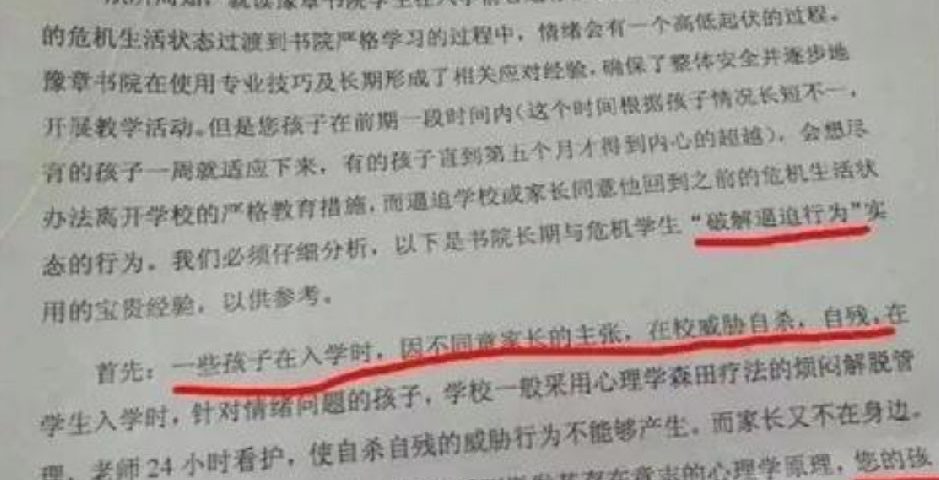 就读豫章书院学生在入学前
的危机生活状态过渡到书院严格学习的过程中，情绪会有一个高低起伏的过程。
豫章书院在使用专业技巧及长期形成了相关应对经验，确保了整体安全并逐步地
开展教学活动。但是您孩子在前期一段时间内（这个时间根据孩子情况长短不一，
有的孩子一周就适应下来，有的孩子直到第五个月才得到内心的超越），会想尽
办法离开学校的严格教育措施，而逼迫学校或家长同意他回到之前的危机生活状
态的行为。我们必须仔细分析，以下是书院长期与危机学生“破解逼迫行为”实
用的宝贵经验，以供参考。
首先：一些孩子在入学时，因不同意家长的主张，在校威胁自杀，自残，在
学生入学时，针对情绪问题的孩子，学校一般采用心理学森田疗法的烦闷解脱管
理，老师24小时看护，使自杀自残的威胁行为不能够产生。而家长又不在身边。
存在意志的心理学原理，您的孩